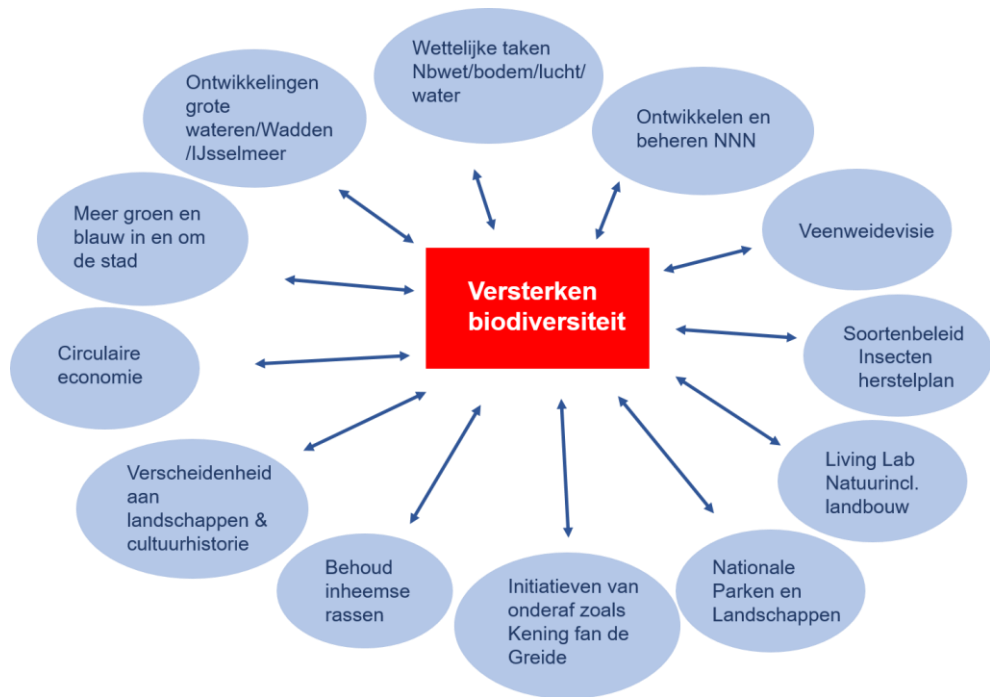 Wettelijke taken
Nbwet/bodem/lucht/
water
Ontwikkelingen
grote
wateren/Wadden
/IJsselmeer
Ontwikkelen en
beheren NNN
Meer groen en
blauw in en om
de stad
Veenweidevisie
Versterken
biodiversiteit
Circulaire
economie
Soortenbeleid
Insecten
herstelplan
Verscheidenheid
aan
landschappen &
cultuurhistorie
Living Lab
Natuurincl.
landbouw
Behoud
inheemse
rassen
Initiatieven van
onderaf zoals
Kening fan de
Greide
Nationale
Parken en
Landschappen